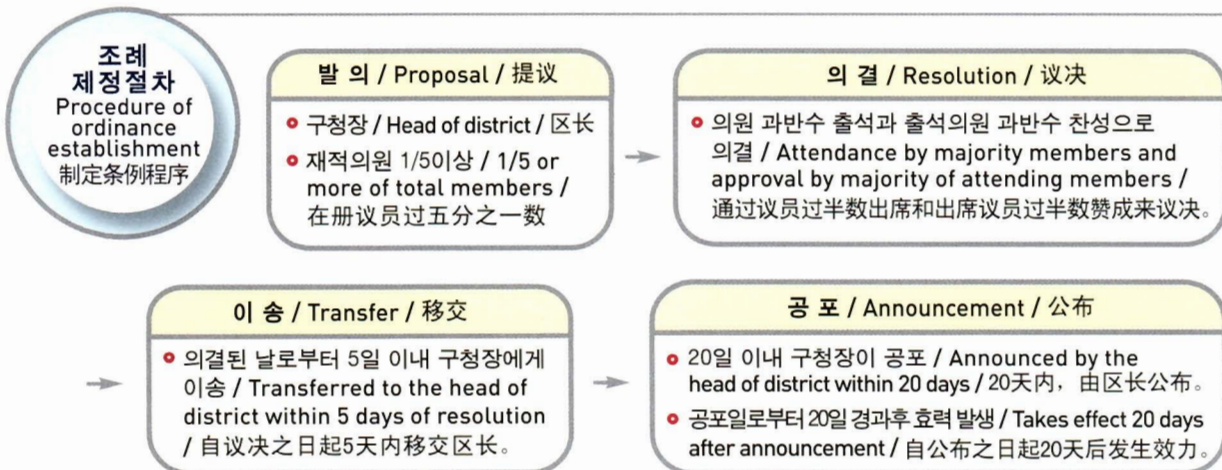 조례
제정절차
Procedure of
ordinance
establishment
制定条例程序
발 의 / Proposal / 提议
구청장 / Head of district / 区长
재적의원 1/5이상 / 1/5 or
more of total members /
在册议员过五分之一数
의 결 / Resolution / 议决
의원 과반수 출석과 출석의원 과반수 찬성으로
의결 / Attendance by majority members and
approval by majority of attending members /
通过议员过半数出席和出席议员过半数赞成来议决。
이 송 / Transfer / 移交
의결된 날로부터 5일 이내 구청장에게
이송 / Transferred to the head of
district within 5 days of resolution
/ 自议决之日起5天内移交区长。
공 포 / Announcement / 公布
20일 이내 구청장이 공포 / Announced by the
head of district within 20 days / 20天内，由区长公布。
공포일로부터 20일 경과후 효력 발생 / Takes effect 20 days
after announcement / 自公布之日起20天后发生效力。